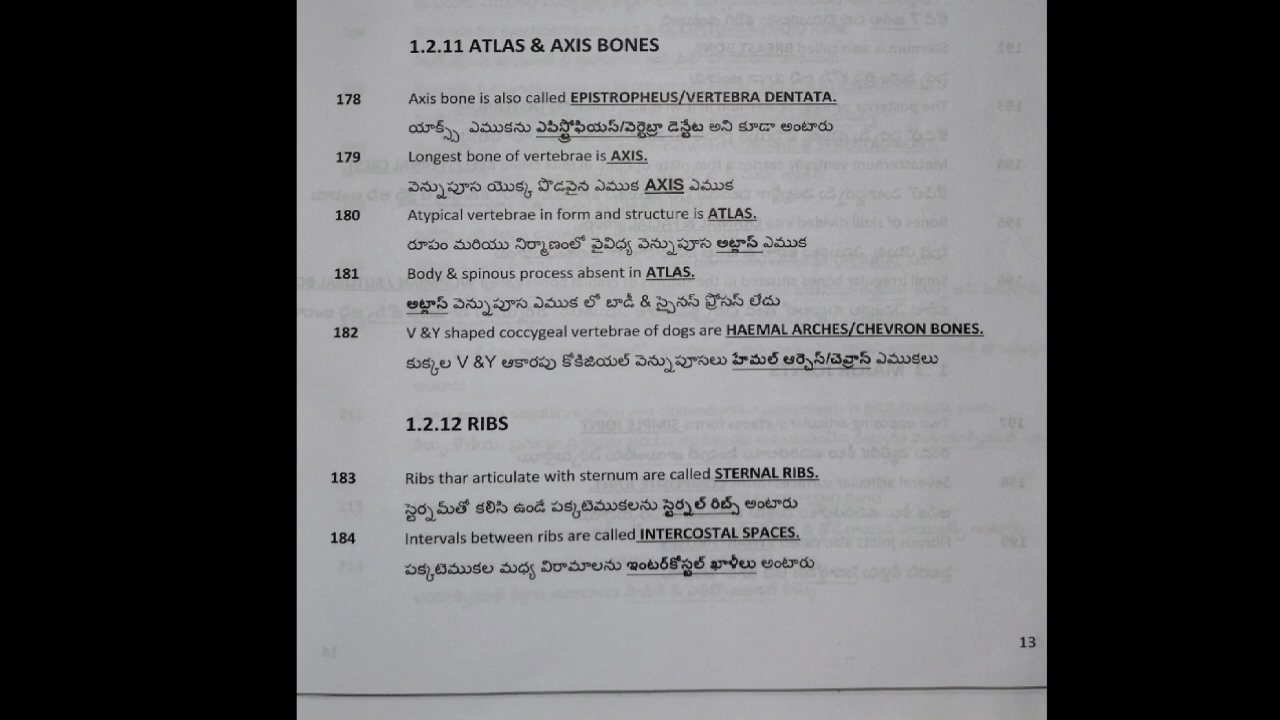 1.2.11 ATLAS & AXIS BONES
178 Axis bone is also called EPISTROPHEUS/VERTEBRA DENTATA.
యాక్స్స్ ఎముకను ఎపిస్ట్రోఫియస్/వెర్టెబ్రా డెన్టేట అని కూడా అంటారు
179 Longest bone of vertebrae is AXIS.
వెన్నుపూస యొక్క పొడవైన ఎముక AXIS ఎముక
180 Atypical vertebrae in form and structure is ATLAS.
రూపం మరియు నిర్మాణంలో వైవిధ్య వెన్నుపూస అట్లాస్ ఎముక
181 Body & spinous process absent in ATLAS.
అట్లాస్ వెన్నుపూస ఎముక లో బాడీ & స్పైనస్ ప్రోసస్ లేదు
182 V &Y shaped coccygeal vertebrae of dogs are HAEMAL ARCHES/CHEVRON BONES.
కుక్కల V &Y ఆకారపు కోకిజియల్ వెన్నుపూసలు హేమల్ ఆర్చెస్/చెవ్రాన్ ఎముకలు
1.2.12 RIBS
183 Ribs thar articulate with sternum are called STERNAL RIBS.
స్టెర్నమ్‌తో కలిసి ఉండే పక్కటెముకలను స్టెర్నల్ రిబ్స్ అంటారు
184 Intervals between ribs are called INTERCOSTAL SPACES.
పక్కటెముకల మధ్య విరామాలను ఇంటర్‌కోస్టల్ ఖాళీలు అంటారు
13